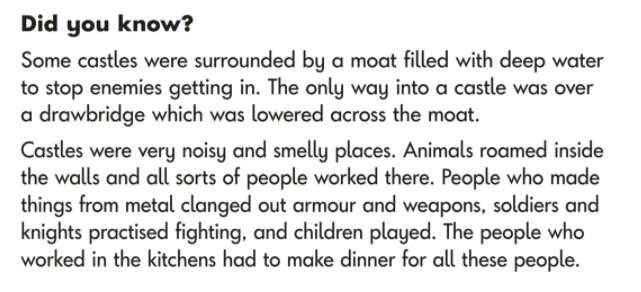 Did you know?
Some castles were surrounded by a moat filled with deep water
to stop enemies getting in. The only way into a castle was over
a drawbridge which was lowered across the moat.
Castles were very noisy and smelly places. Animals roamed inside
the walls and all sorts of people worked there. People who made
things from metal clanged out armour and weapons, soldiers and
knights practised fighting, and children played. The people who
worked in the kitchens had to make dinner for all these people.